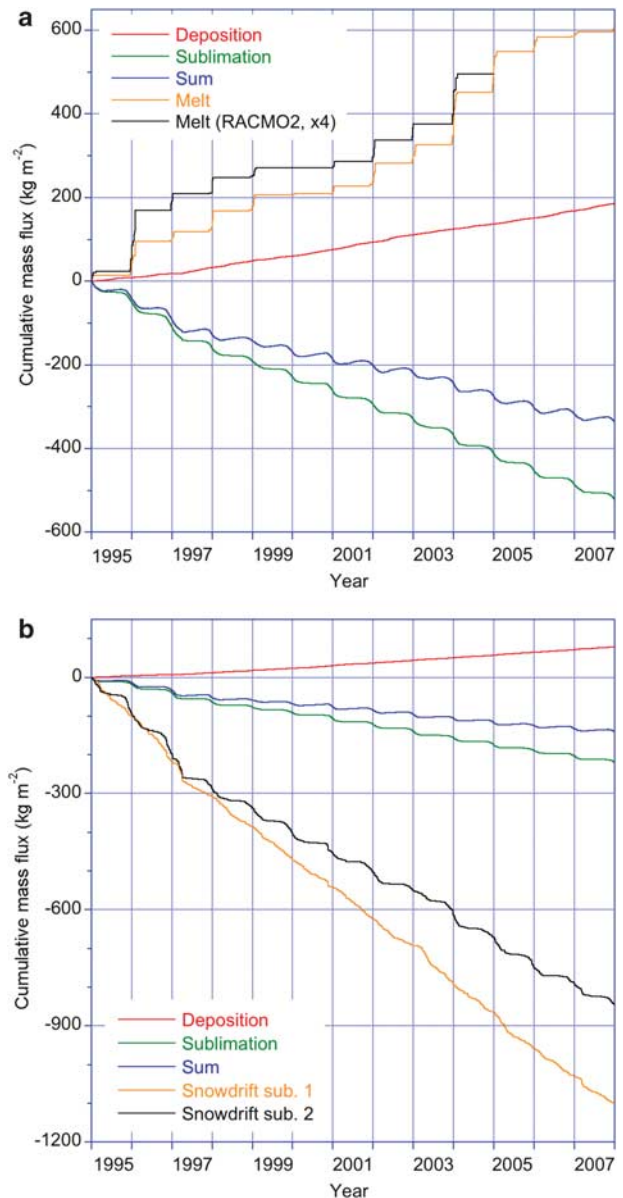 a
600
400
200
0
-200
-400
-600
Cumulative mass flux (kg m⁻²)
Deposition
Sublimation
Sum
Melt
Melt (RACMO2, x4)
1995 1997 1999 2001 2003 2005 2007
Year
b
0
-300
-600
-900
-1200
Cumulative mass flux (kg m⁻²)
Deposition
Sublimation
Sum
Snowdrift sub. 1
Snowdrift sub. 2
1995 1997 1999 2001 2003 2005 2007
Year